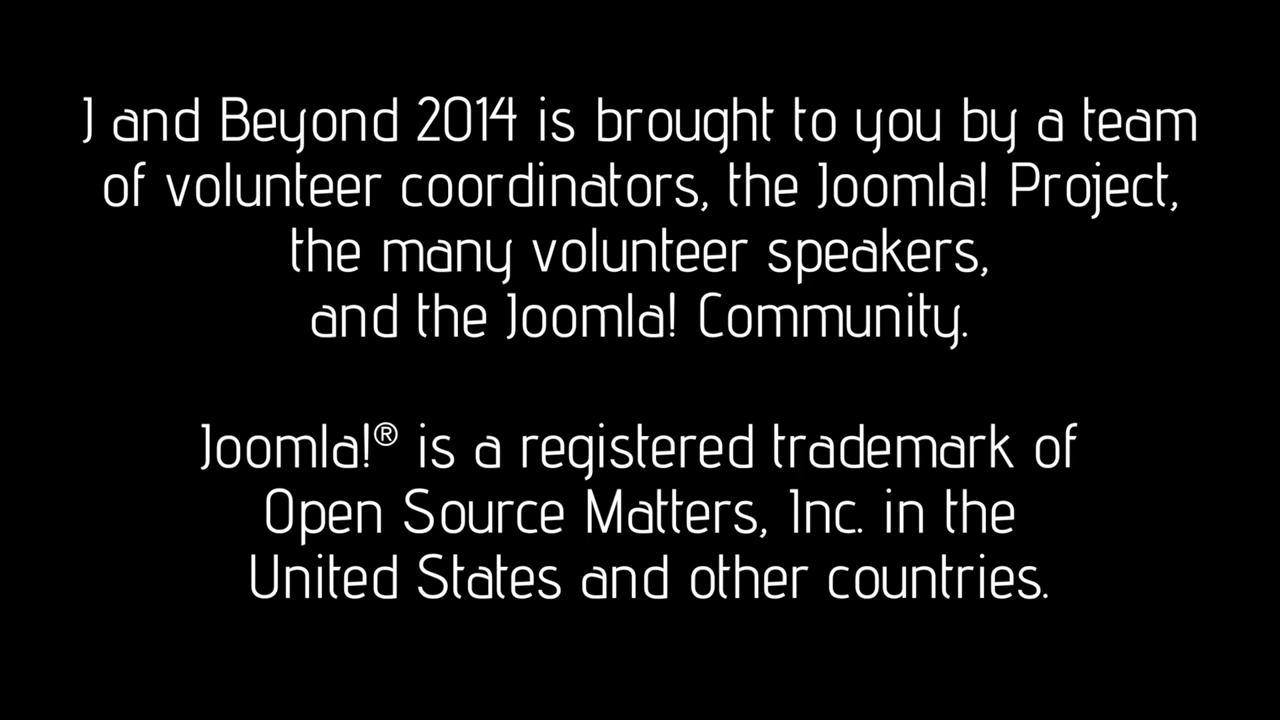 J and Beyond 2014 is brought to you by a team
of volunteer coordinators, the Joomla! Project,
the many volunteer speakers,
and the Joomla! Community.
Joomla!® is a registered trademark of
Open Source Matters, Inc. in the
United States and other countries.